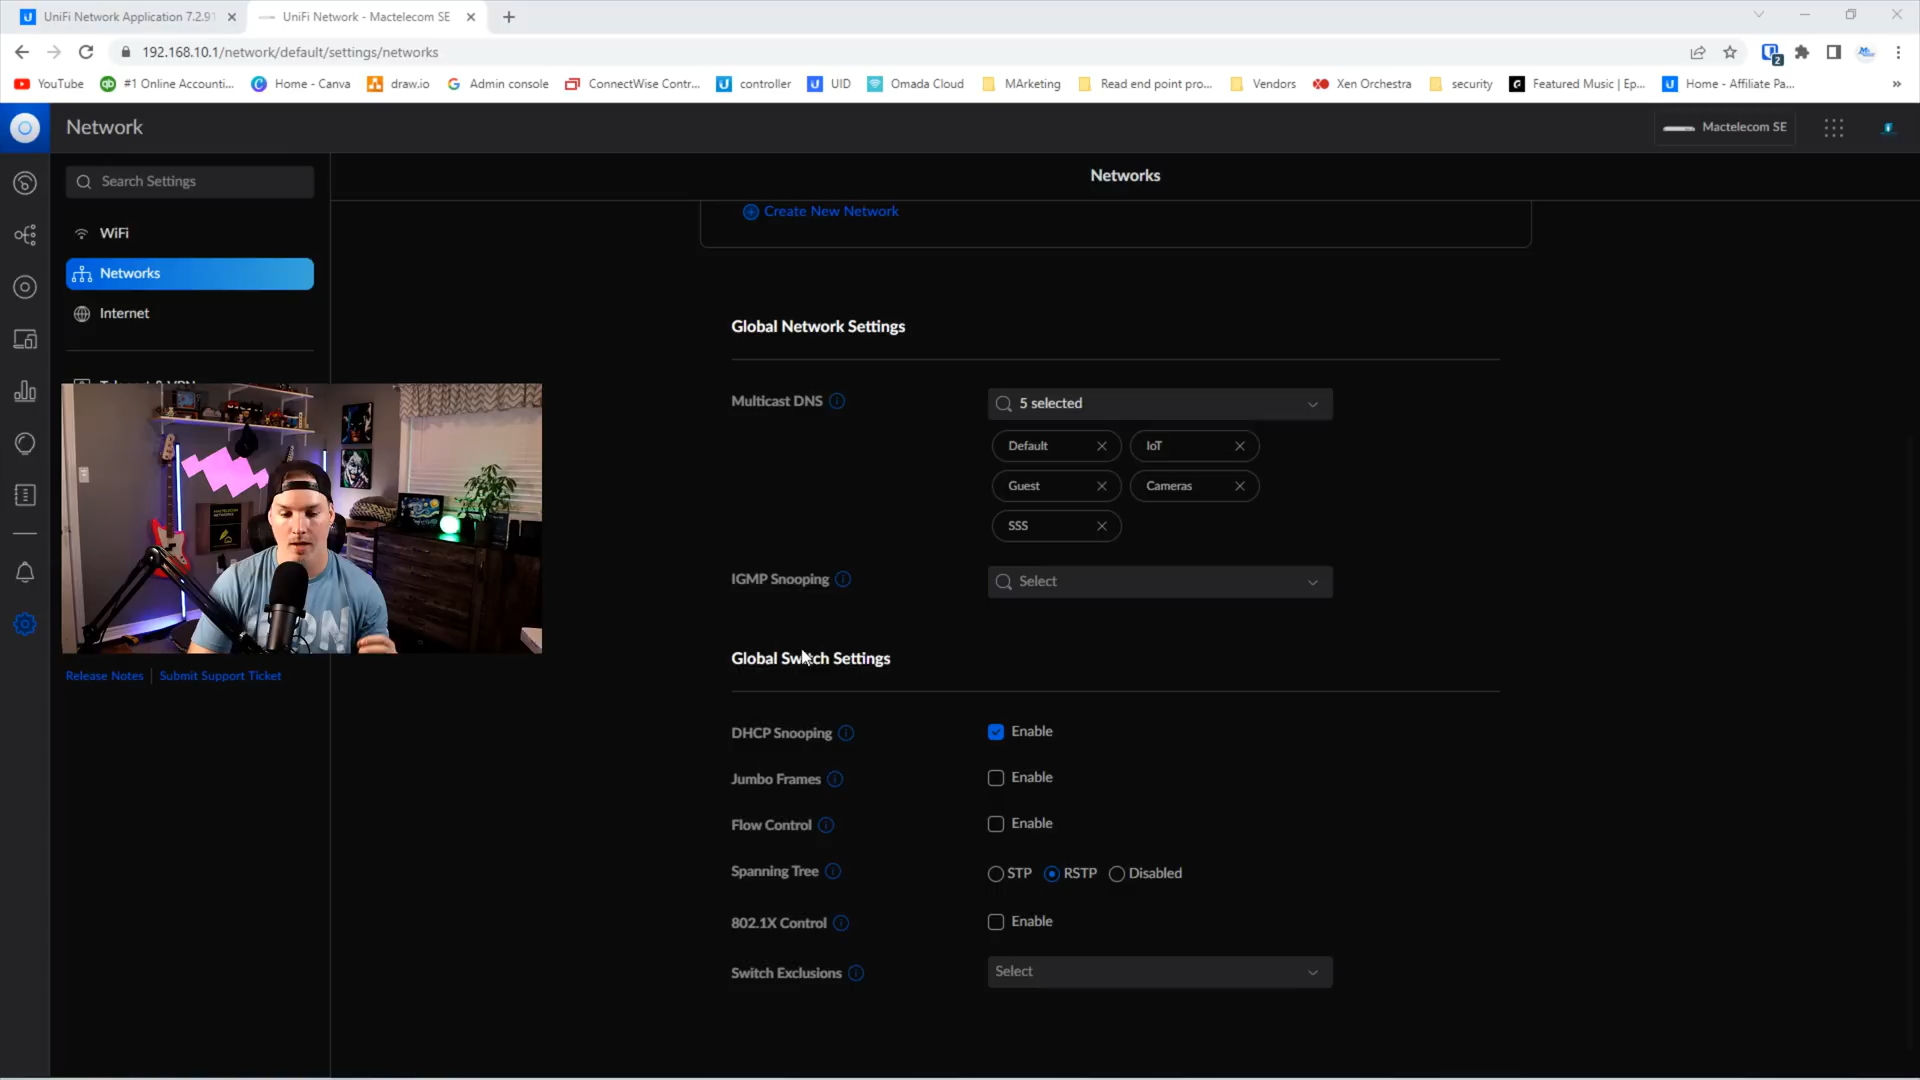 UniFi Network Application 7.2.91
UniFi Network - Mactelecom SE
192.168.10.1/network/default/settings/networks
2
YouTube
#1 Online Accounti...
Home - Canva
draw.io
Admin console
ConnectWise Contr...
controller
UID
Omada Cloud
MArketing
Read end point pro...
Vendors
Xen Orchestra
security
Featured Music | Ep...
Home - Affiliate Pa...
»
Network
Mactelecom SE
Search Settings
Networks
WiFi
Networks
Internet
Create New Network
Global Network Settings
Multicast DNS
5 selected
Default
IoT
Guest
Cameras
SSS
IGMP Snooping
Select
Global Switch Settings
Release Notes | Submit Support Ticket
DHCP Snooping
Enable
Jumbo Frames
Enable
Flow Control
Enable
Spanning Tree
STP RSTP Disabled
802.1X Control
Enable
Switch Exclusions
Select